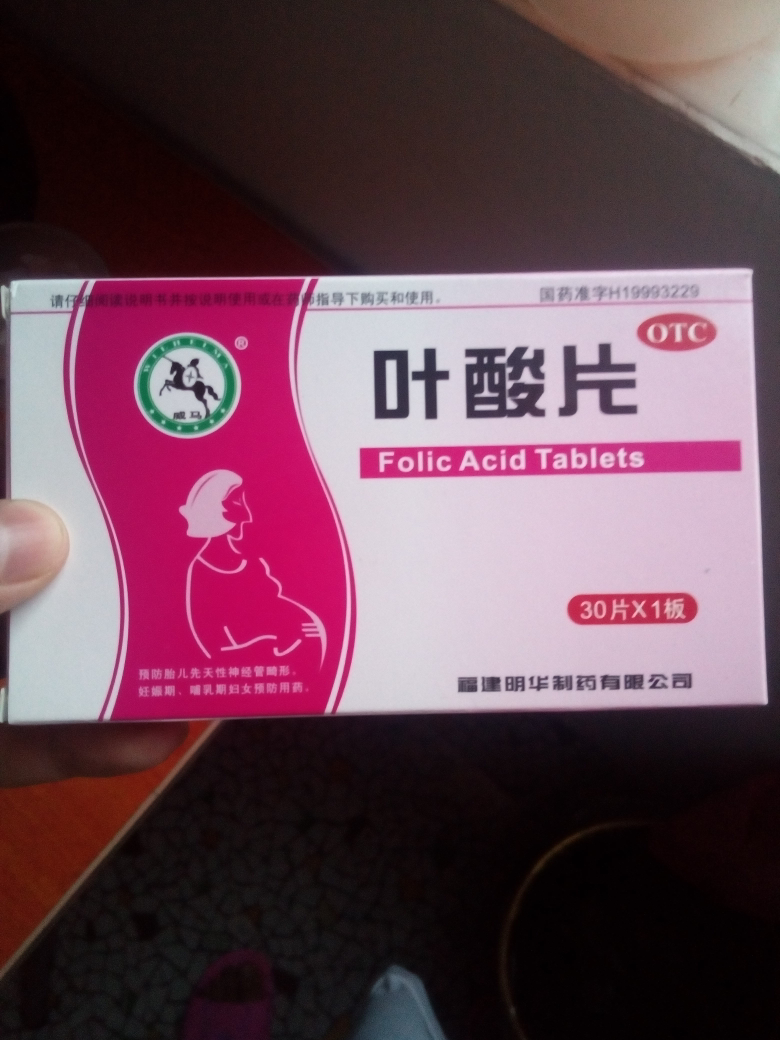 请仔细阅读说明书并按说明使用或在药师指导下购买和使用。
国药准字H19993229
OTC
WICHEELMA
®
威马
叶酸片
Folic Acid Tablets
30片X1板
预防胎儿先天性神经管畸形。
妊娠期、哺乳期妇女预防用药。
福建明华制药有限公司